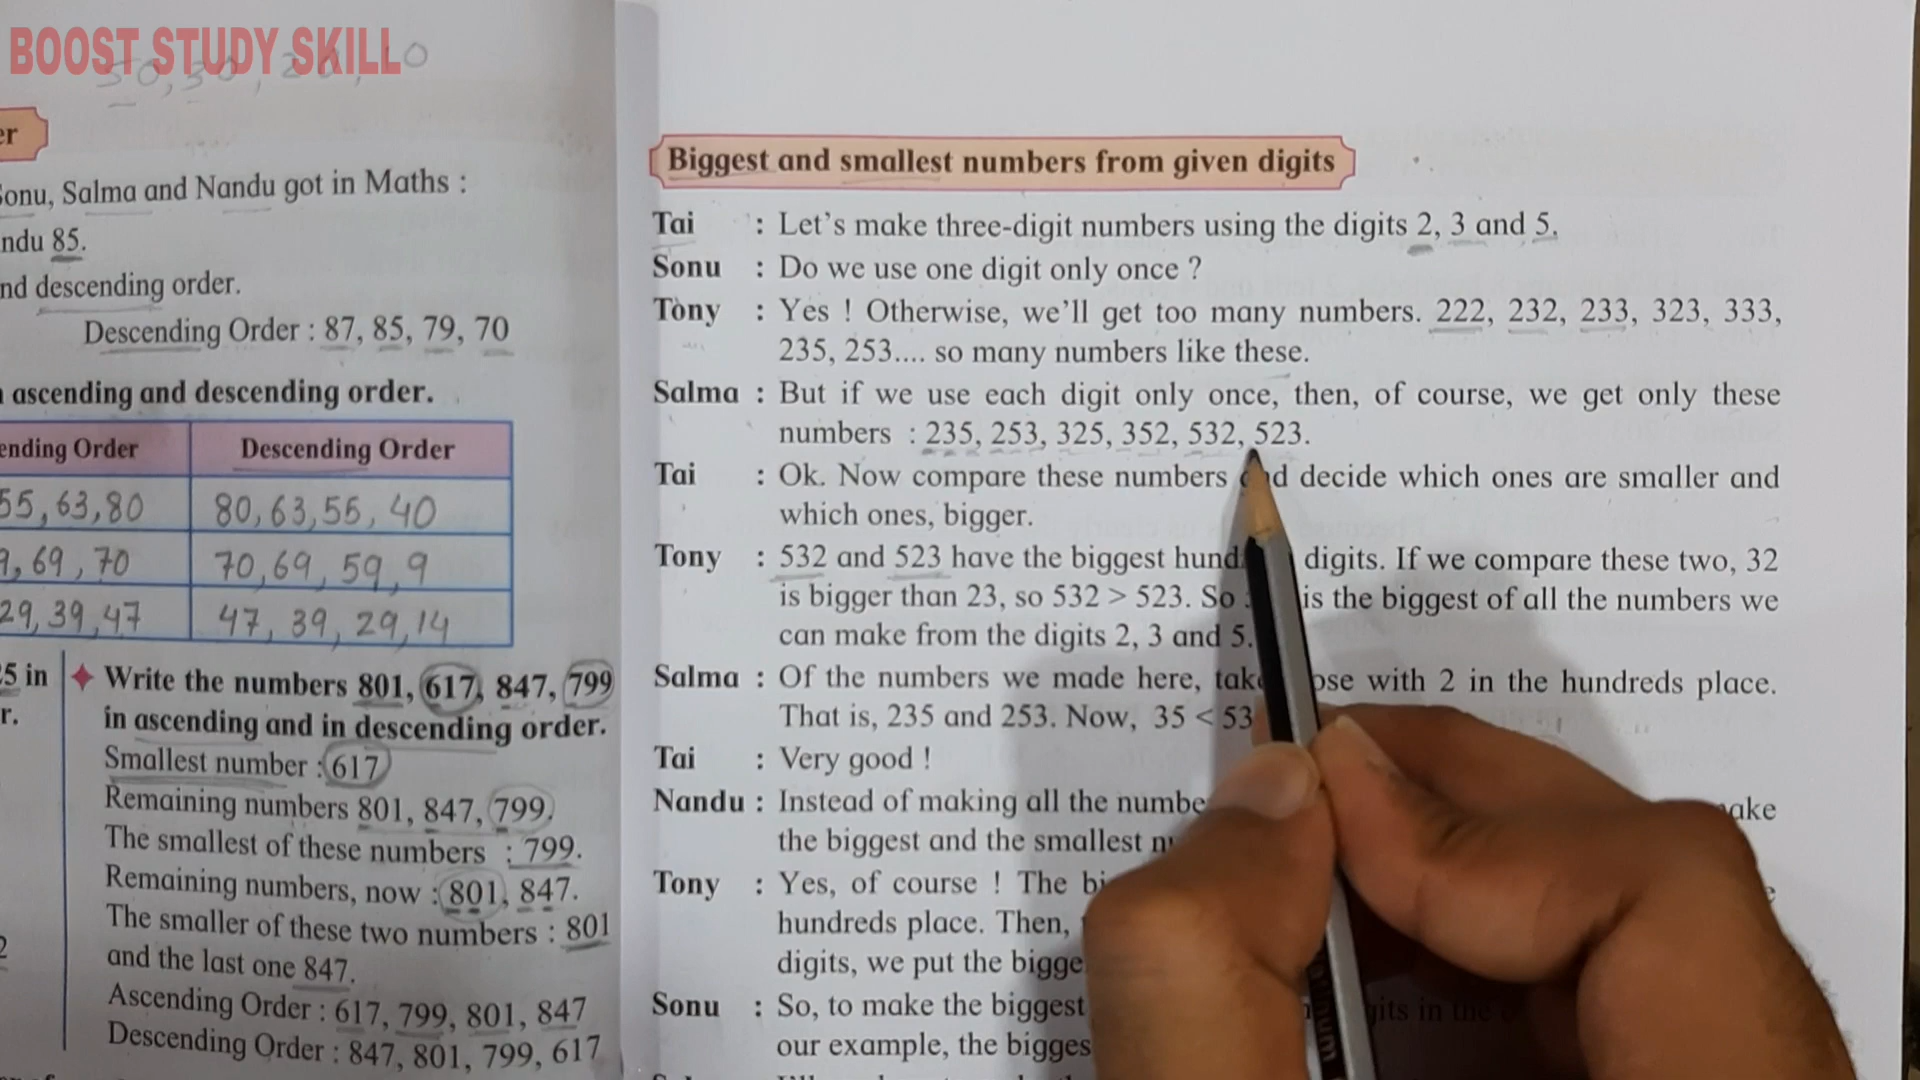 BOOST STUDY SKILL
50, 30, 20, 10
er
Sonu, Salma and Nandu got in Maths :
ndu 85.
nd descending order.
Descending Order : 87, 85, 79, 70
ascending and descending order.
ending Order Descending Order
55, 63, 80 80, 63, 55, 40
9, 69, 70 70, 69, 59, 9
29, 39, 47 47, 39, 29, 14
5 in
r.
2
Write the numbers 801, 617, 847, 799
in ascending and in descending order.
Smallest number : 617
Remaining numbers 801, 847, 799.
The smallest of these numbers : 799.
Remaining numbers, now : 801, 847.
The smaller of these two numbers : 801
and the last one 847.
Ascending Order : 617, 799, 801, 847
Descending Order : 847, 801, 799, 617
Biggest and smallest numbers from given digits
Tai : Let's make three-digit numbers using the digits 2, 3 and 5.
Sonu : Do we use one digit only once ?
Tony : Yes ! Otherwise, we'll get too many numbers. 222, 232, 233, 323, 333,
235, 253.... so many numbers like these.
Salma : But if we use each digit only once, then, of course, we get only these
numbers : 235, 253, 325, 352, 532, 523.
Tai : Ok. Now compare these numbers and decide which ones are smaller and
which ones, bigger.
Tony : 532 and 523 have the biggest hund digits. If we compare these two, 32
is bigger than 23, so 532 > 523. So is the biggest of all the numbers we
can make from the digits 2, 3 and 5.
Salma : Of the numbers we made here, take those with 2 in the hundreds place.
That is, 235 and 253. Now, 35 < 53
Tai : Very good !
Nandu : Instead of making all the numbe ake
the biggest and the smallest
Tony : Yes, of course ! The bi
hundreds place. Then,
digits, we put the bigge
Sonu : So, to make the biggest gits in the
our example, the bigges